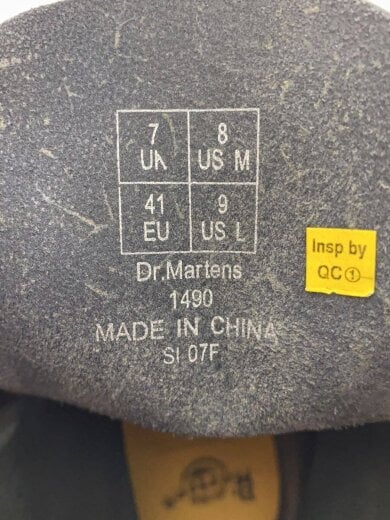 7 8
UK US M
41 9
EU US L
Dr.Martens
1490
MADE IN CHINA
SI 07F
Insp by
QC①